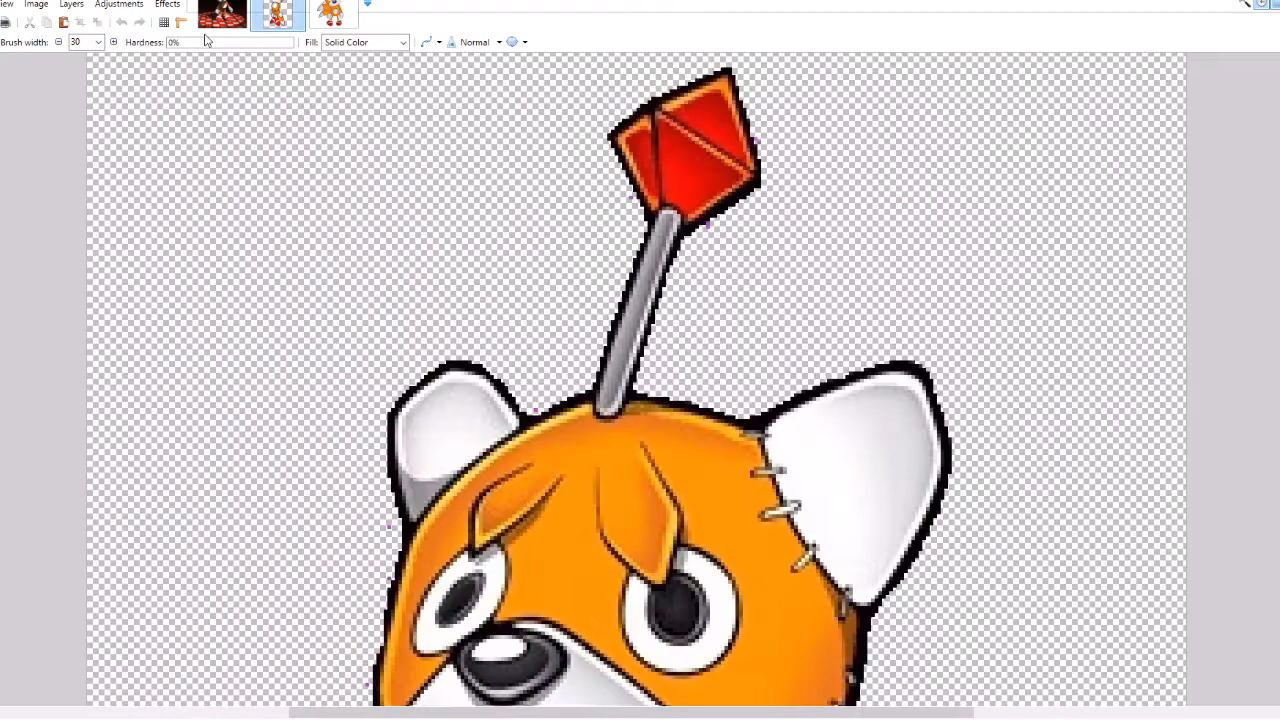 iew Image Layers Adjustments Effects
Brush width: 30 Hardness: 0% Fill: Solid Color Normal